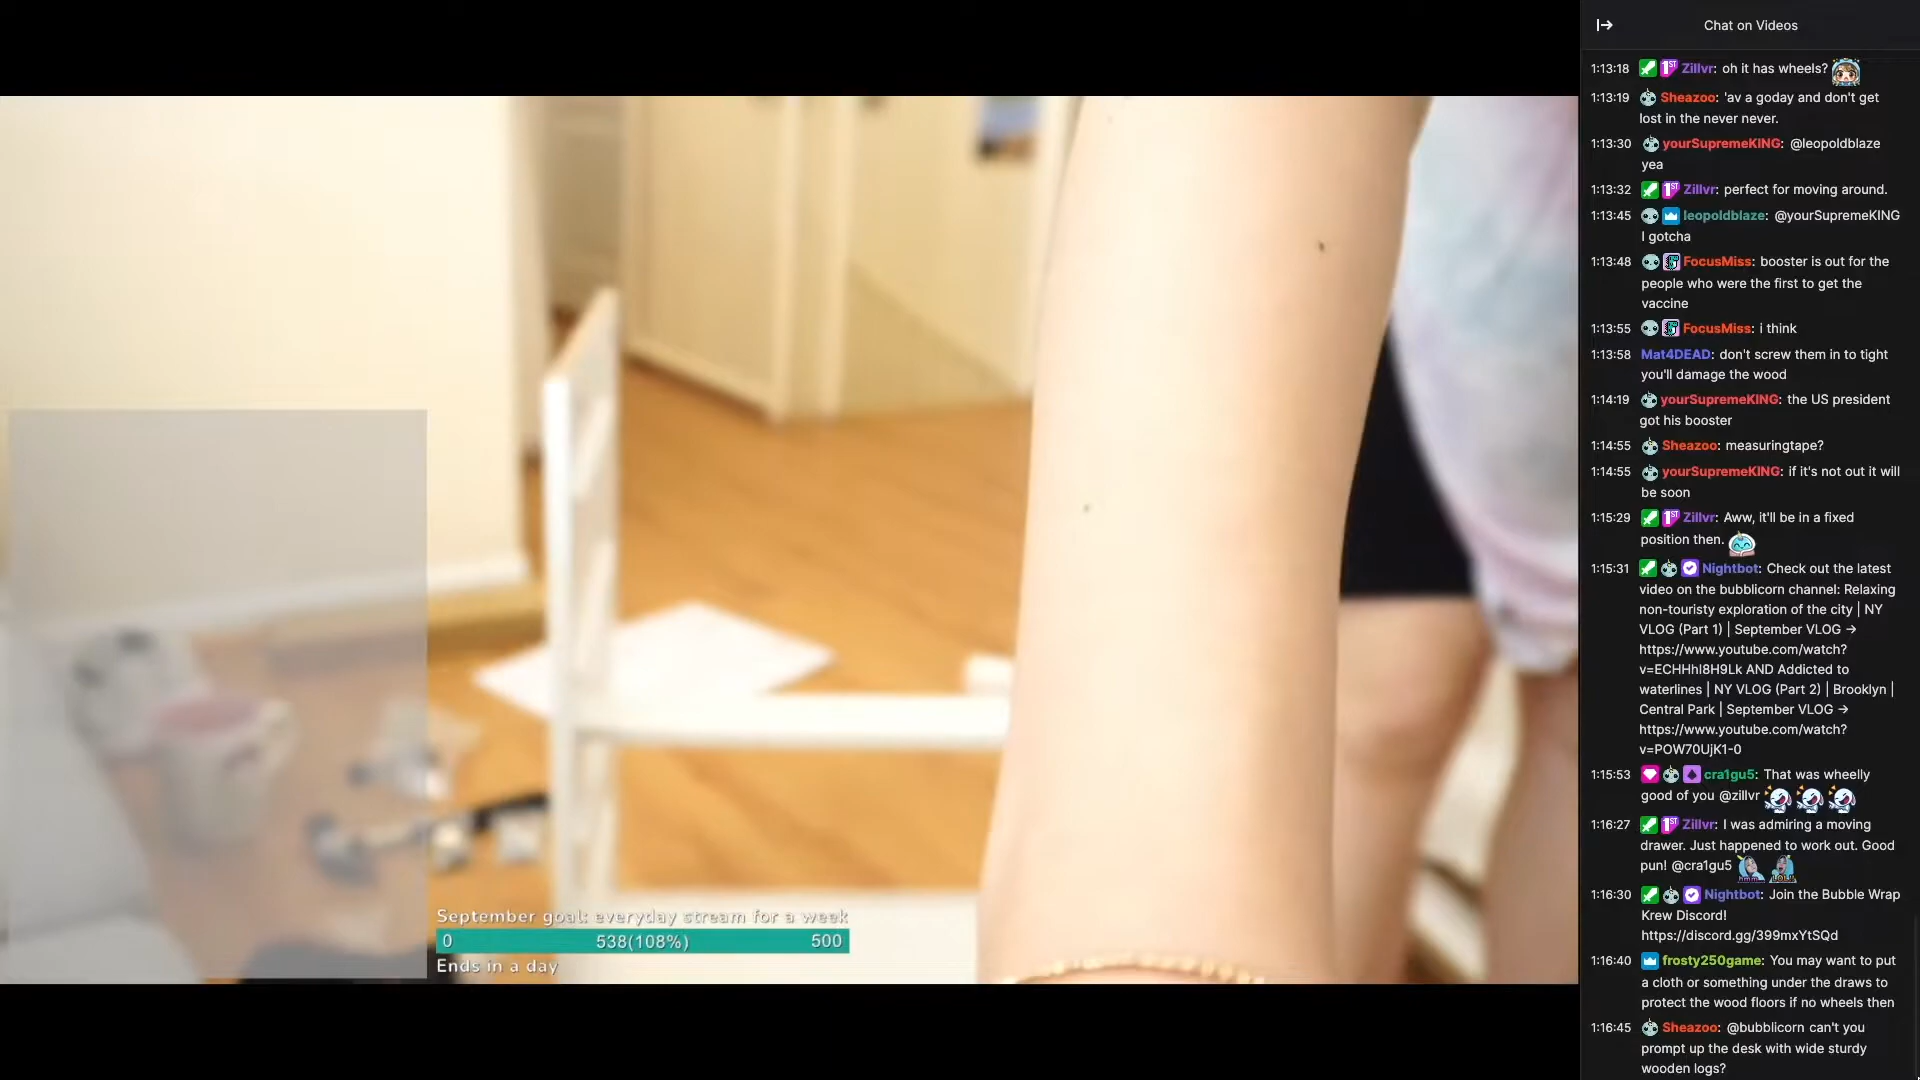 Chat on Videos
1:13:18 Zillvr: oh it has wheels?
1:13:19 Sheazoo: 'av a goday and don't get
lost in the never never.
1:13:30 yourSupremeKING: @leopoldblaze
yea
1:13:32 Zillvr: perfect for moving around.
1:13:45 leopoldblaze: @yourSupremeKING
I gotcha
1:13:48 FocusMiss: booster is out for the
people who were the first to get the
vaccine
1:13:55 FocusMiss: i think
1:13:58 Mat4DEAD: don't screw them in to tight
you'll damage the wood
1:14:19 yourSupremeKING: the US president
got his booster
1:14:55 Sheazoo: measuringtape?
1:14:55 yourSupremeKING: if it's not out it will
be soon
1:15:29 Zillvr: Aww, it'll be in a fixed
position then.
1:15:31 Nightbot: Check out the latest
video on the bubblicorn channel: Relaxing
non-touristy exploration of the city | NY
VLOG (Part 1) | September VLOG →
https://www.youtube.com/watch?
v=ECHHhI8H9Lk AND Addicted to
waterlines | NY VLOG (Part 2) | Brooklyn |
Central Park | September VLOG →
https://www.youtube.com/watch?
v=POW70UjK1-0
1:15:53 cra1gu5: That was wheelly
good of you @zillvr
1:16:27 Zillvr: I was admiring a moving
drawer. Just happened to work out. Good
pun! @cra1gu5
1:16:30 Nightbot: Join the Bubble Wrap
Krew Discord!
https://discord.gg/399mxYtSQd
1:16:40 frosty250game: You may want to put
a cloth or something under the draws to
protect the wood floors if no wheels then
1:16:45 Sheazoo: @bubblicorn can't you
prompt up the desk with wide sturdy
wooden logs?
September goal: everyday stream for a week
0 538(108%) 500
Ends in a day